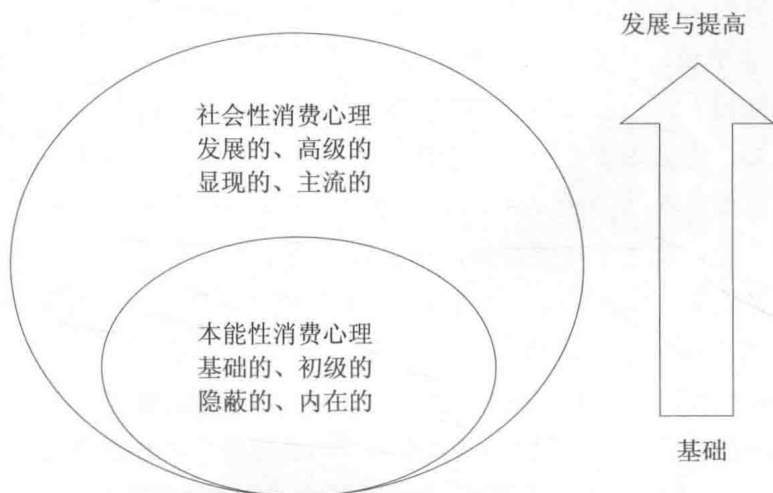 发展与提高
社会性消费心理
发展的、高级的
显现的、主流的
本能性消费心理
基础的、初级的
隐蔽的、内在的
基础